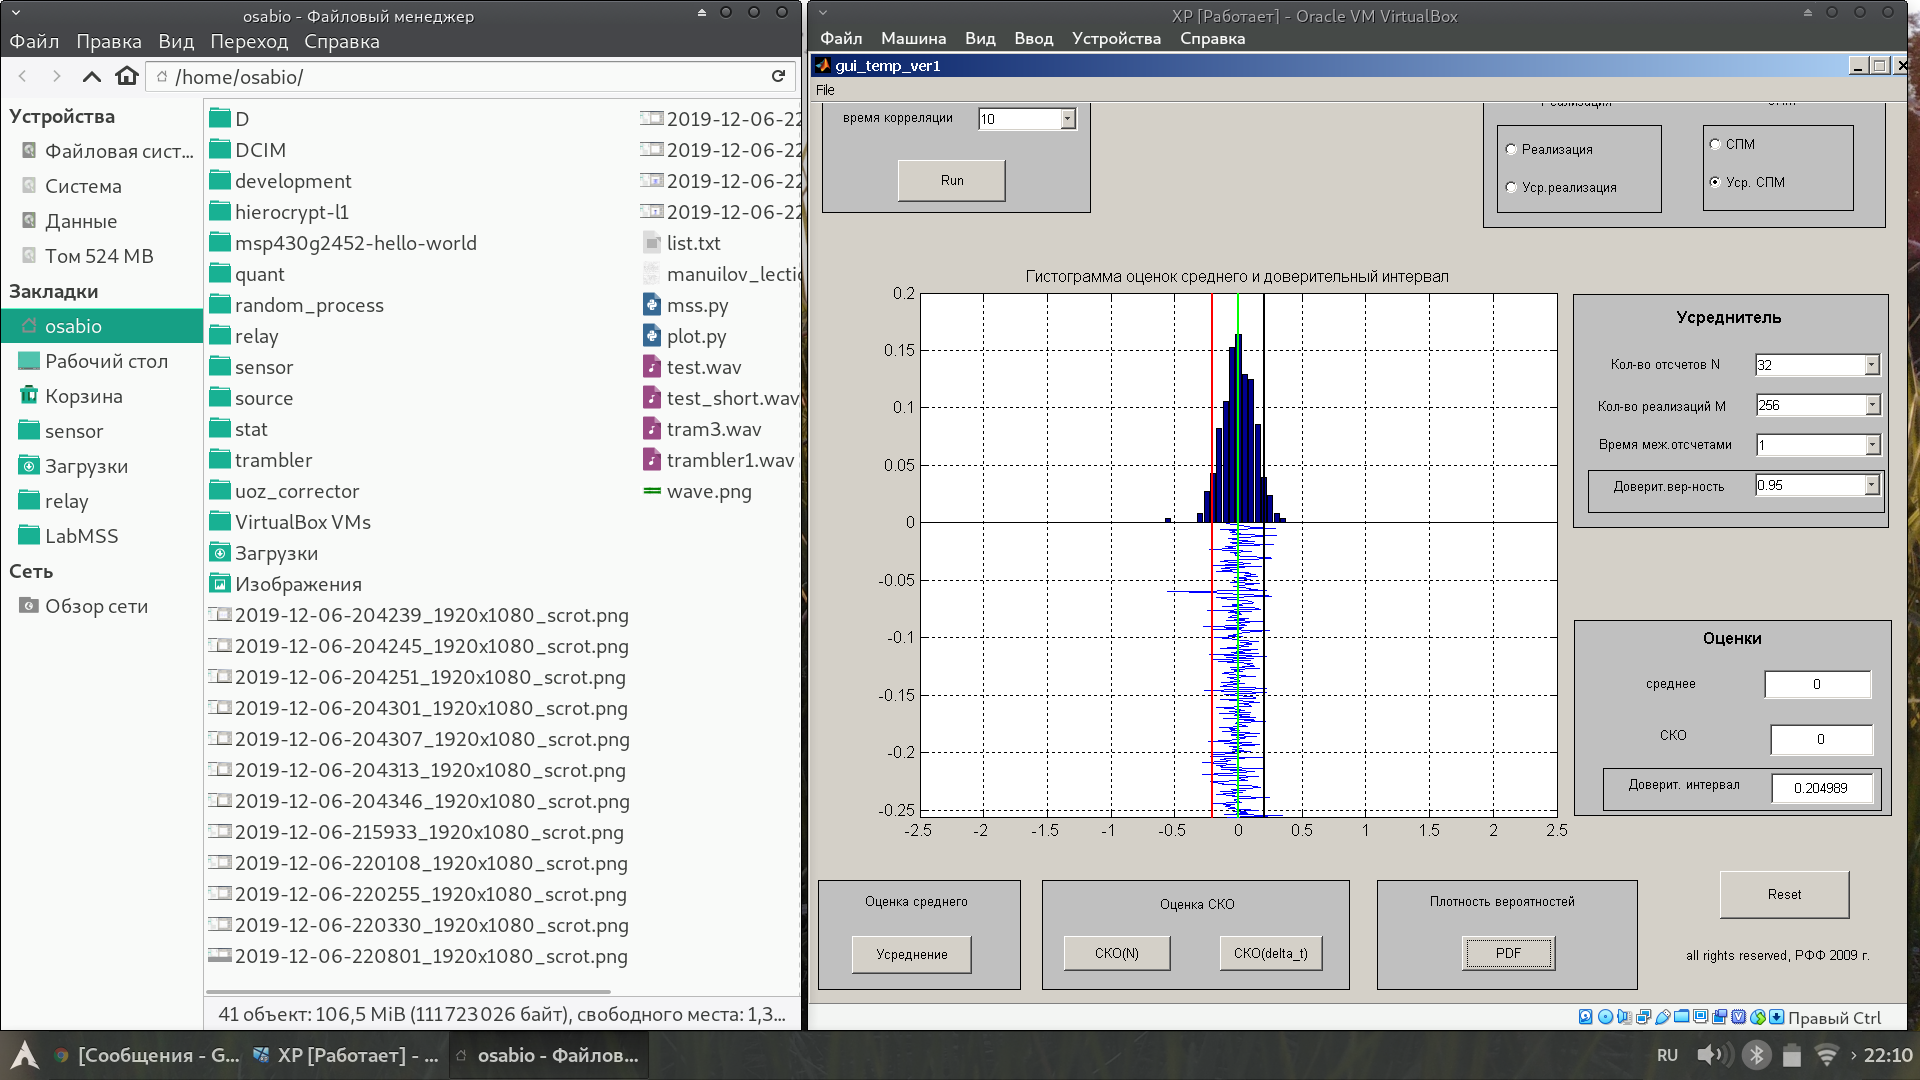 osabio - Файловый менеджер
Файл Правка Вид Переход Справка
/home/osabio/
Устройства
Файловая сист...
Система
Данные
Том 524 MB
Закладки
osabio
Рабочий стол
Корзина
sensor
Загрузки
relay
LabMSS
Сеть
Обзор сети
D
DCIM
development
hierocrypt-l1
msp430g2452-hello-world
quant
random_process
relay
sensor
source
stat
trambler
uoz_corrector
VirtualBox VMs
Загрузки
Изображения
2019-12-06-204239_1920x1080_scrot.png
2019-12-06-204245_1920x1080_scrot.png
2019-12-06-204251_1920x1080_scrot.png
2019-12-06-204301_1920x1080_scrot.png
2019-12-06-204307_1920x1080_scrot.png
2019-12-06-204313_1920x1080_scrot.png
2019-12-06-204346_1920x1080_scrot.png
2019-12-06-215933_1920x1080_scrot.png
2019-12-06-220108_1920x1080_scrot.png
2019-12-06-220255_1920x1080_scrot.png
2019-12-06-220330_1920x1080_scrot.png
2019-12-06-220801_1920x1080_scrot.png
2019-12-06-22
2019-12-06-22
2019-12-06-22
2019-12-06-22
list.txt
manuilov_lectio
mss.py
plot.py
test.wav
test_short.wav
tram3.wav
trambler1.wav
wave.png
41 объект: 106,5 MiB (111723026 байт), свободного места: 1,3...
XP [Работает] - Oracle VM VirtualBox
Файл Машина Вид Ввод Устройства Справка
gui_temp_ver1
File
время корреляции 10
Run
Реализация
Реализация
Уср.реализация
СПМ
СПМ
Уср. СПМ
Гистограмма оценок среднего и доверительный интервал
0.2
0.15
0.1
0.05
0
-0.05
-0.1
-0.15
-0.2
-0.25
-2.5 -2 -1.5 -1 -0.5 0 0.5 1 1.5 2 2.5
Усреднитель
Кол-во отсчетов N 32
Кол-во реализаций M 256
Время меж.отсчетами 1
Доверит.вер-ность 0.95
Оценки
среднее 0
СКО 0
Доверит. интервал 0.204989
Оценка среднего
Усреднение
Оценка СКО
СКО(N) СКО(delta_t)
Плотность вероятностей
PDF
Reset
all rights reserved, РФФ 2009 г.
Правый Ctrl
[Сообщения - G... XP [Работает] - ... osabio - Файлов...
RU 22:10